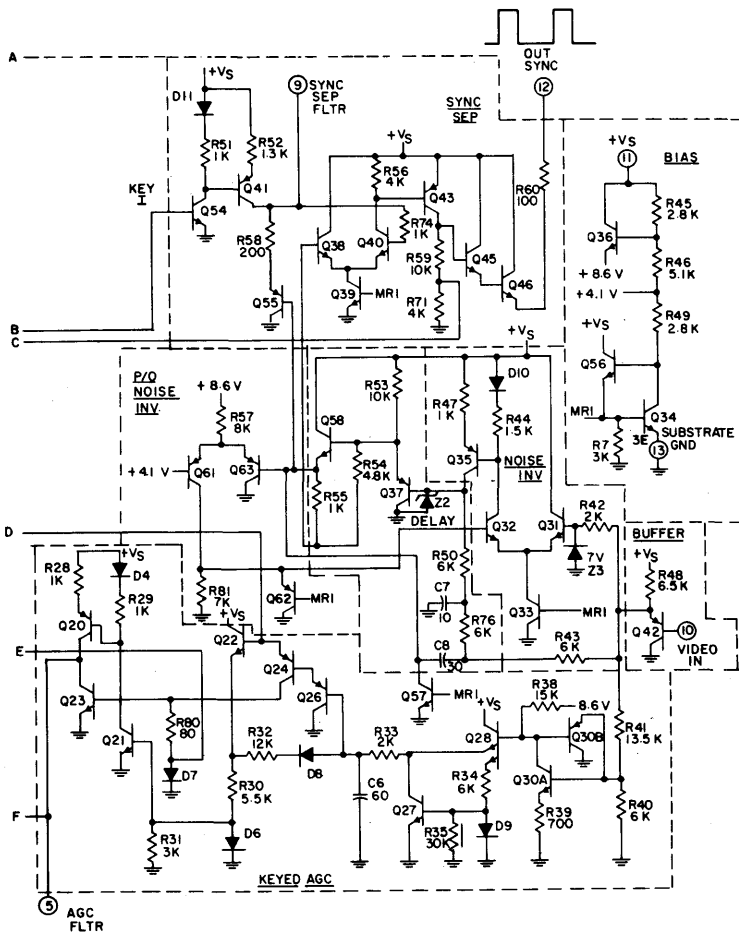 OUT
SYNC
12
A
+VS
9 SYNC
SEP
FLTR
D11
SYNC
SEP
R51
1K
R52
1.3K
+VS
+VS
11
BIAS
KEY
I
Q41
R56
4K
Q43
R60
100
R45
2.8K
Q54
R58
200
Q38
Q40
R74
1K
R59
10K
Q45
Q36
R46
5.1K
Q46
+8.6 V
+4.1 V
Q55
Q39
MR1
R71
4K
R49
2.8K
B
C
+VS
+VS
P/O
NOISE
INV
Q56
+8.6V
R53
10K
D10
R57
8K
Q58
R47
1K
R44
1.5K
MR1
Q34
3E
SUBSTRATE
GND
13
R7
3K
+4.1V
Q61
Q63
R54
4.8K
Q35
NOISE
INV
R55
1K
Q37
Z2
DELAY
Q32
Q31
R42
2K
D
BUFFER
7V
Z3
+VS
R28
1K
+VS
D4
R50
6K
R48
6.5K
R29
1K
R81
7K
Q62
MR1
C7
10
Q33
MR1
Q42
10
VIDEO
IN
Q20
+VS
Q22
R76
6K
E
Q24
C8
30
R43
6K
Q57
MR1
R38
15K
8.6V
Q23
Q21
Q26
+VS
R80
80
R32
12K
R33
2K
Q28
Q30B
R41
13.5K
D7
D8
R34
6K
Q30A
R30
5.5K
C6
60
Q27
R39
700
R40
6K
F
R31
3K
D6
R35
30K
D9
KEYED AGC
5
AGC
FLTR